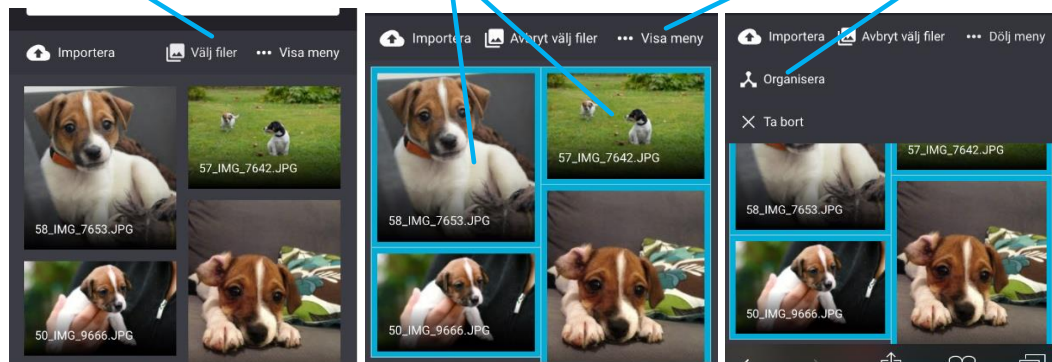 Importera Välj filer ••• Visa meny
57_IMG_7642.JPG
58_IMG_7653.JPG
50_IMG_9666.JPG
Importera Avbryt välj filer ••• Visa meny
57_IMG_7642.JPG
58_IMG_7653.JPG
50_IMG_9666.JPG
Importera Avbryt välj filer ••• Dölj meny
Organisera
Ta bort
57_IMG_7642.JPG
58_IMG_7653.JPG
50_IMG_9666.JPG